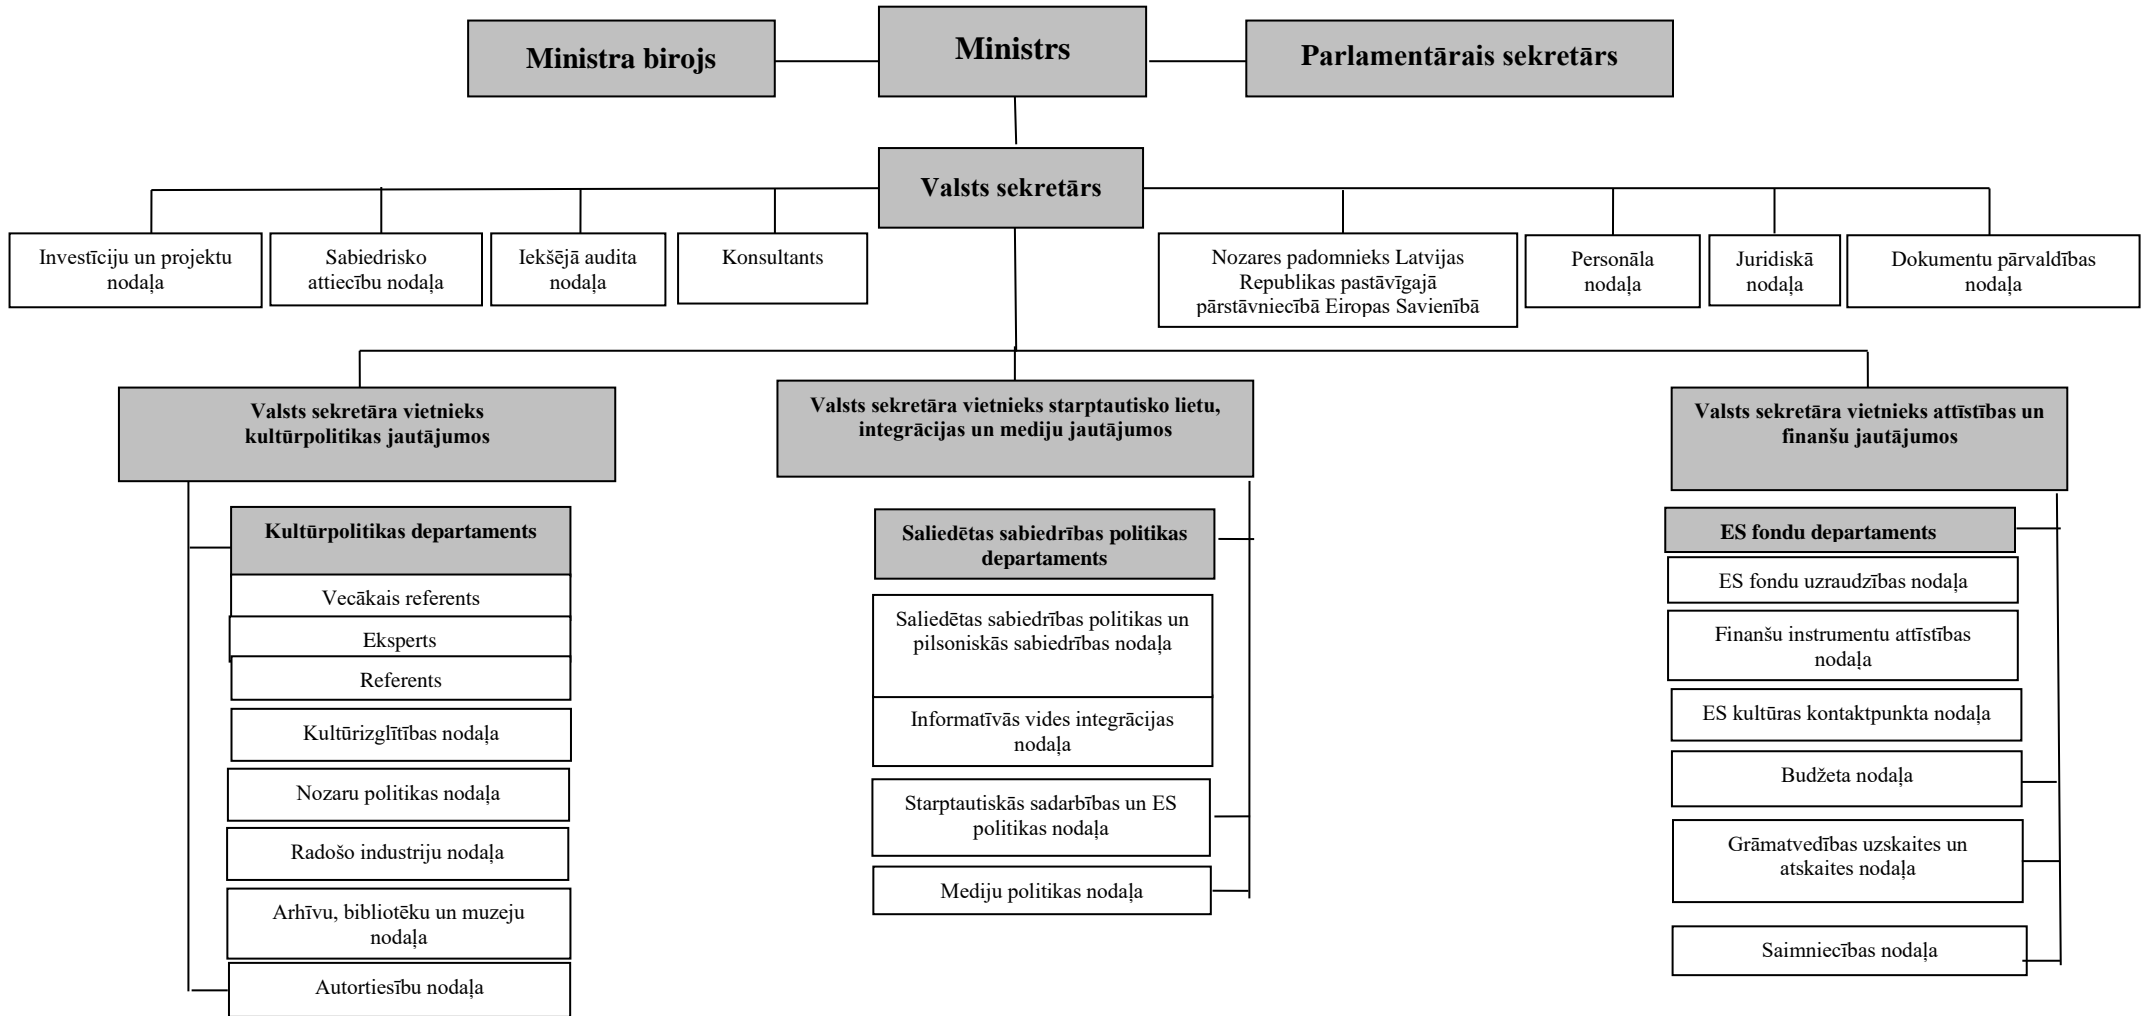 Ministra birojs
Ministrs
Parlamentārais sekretārs
Valsts sekretārs
Investīciju un projektu
nodaļa
Sabiedrisko
attiecību nodaļa
Iekšējā audita
nodaļa
Konsultants
Nozares padomnieks Latvijas
Republikas pastāvīgajā
pārstāvniecībā Eiropas Savienībā
Personāla
nodaļa
Juridiskā
nodaļa
Dokumentu pārvaldības
nodaļa
Valsts sekretāra vietnieks
kultūrpolitikas jautājumos
Kultūrpolitikas departaments
Vecākais referents
Eksperts
Referents
Kultūrizglītības nodaļa
Nozaru politikas nodaļa
Radošo industriju nodaļa
Arhīvu, bibliotēku un muzeju
nodaļa
Autortiesību nodaļa
Valsts sekretāra vietnieks starptautisko lietu,
integrācijas un mediju jautājumos
Saliedētas sabiedrības politikas
departaments
Saliedētas sabiedrības politikas un
pilsoniskās sabiedrības nodaļa
Informatīvās vides integrācijas
nodaļa
Starptautiskās sadarbības un ES
politikas nodaļa
Mediju politikas nodaļa
Valsts sekretāra vietnieks attīstības un
finanšu jautājumos
ES fondu departaments
ES fondu uzraudzības nodaļa
Finanšu instrumentu attīstības
nodaļa
ES kultūras kontaktpunkta nodaļa
Budžeta nodaļa
Grāmatvedības uzskaites un
atskaites nodaļa
Saimniecības nodaļa